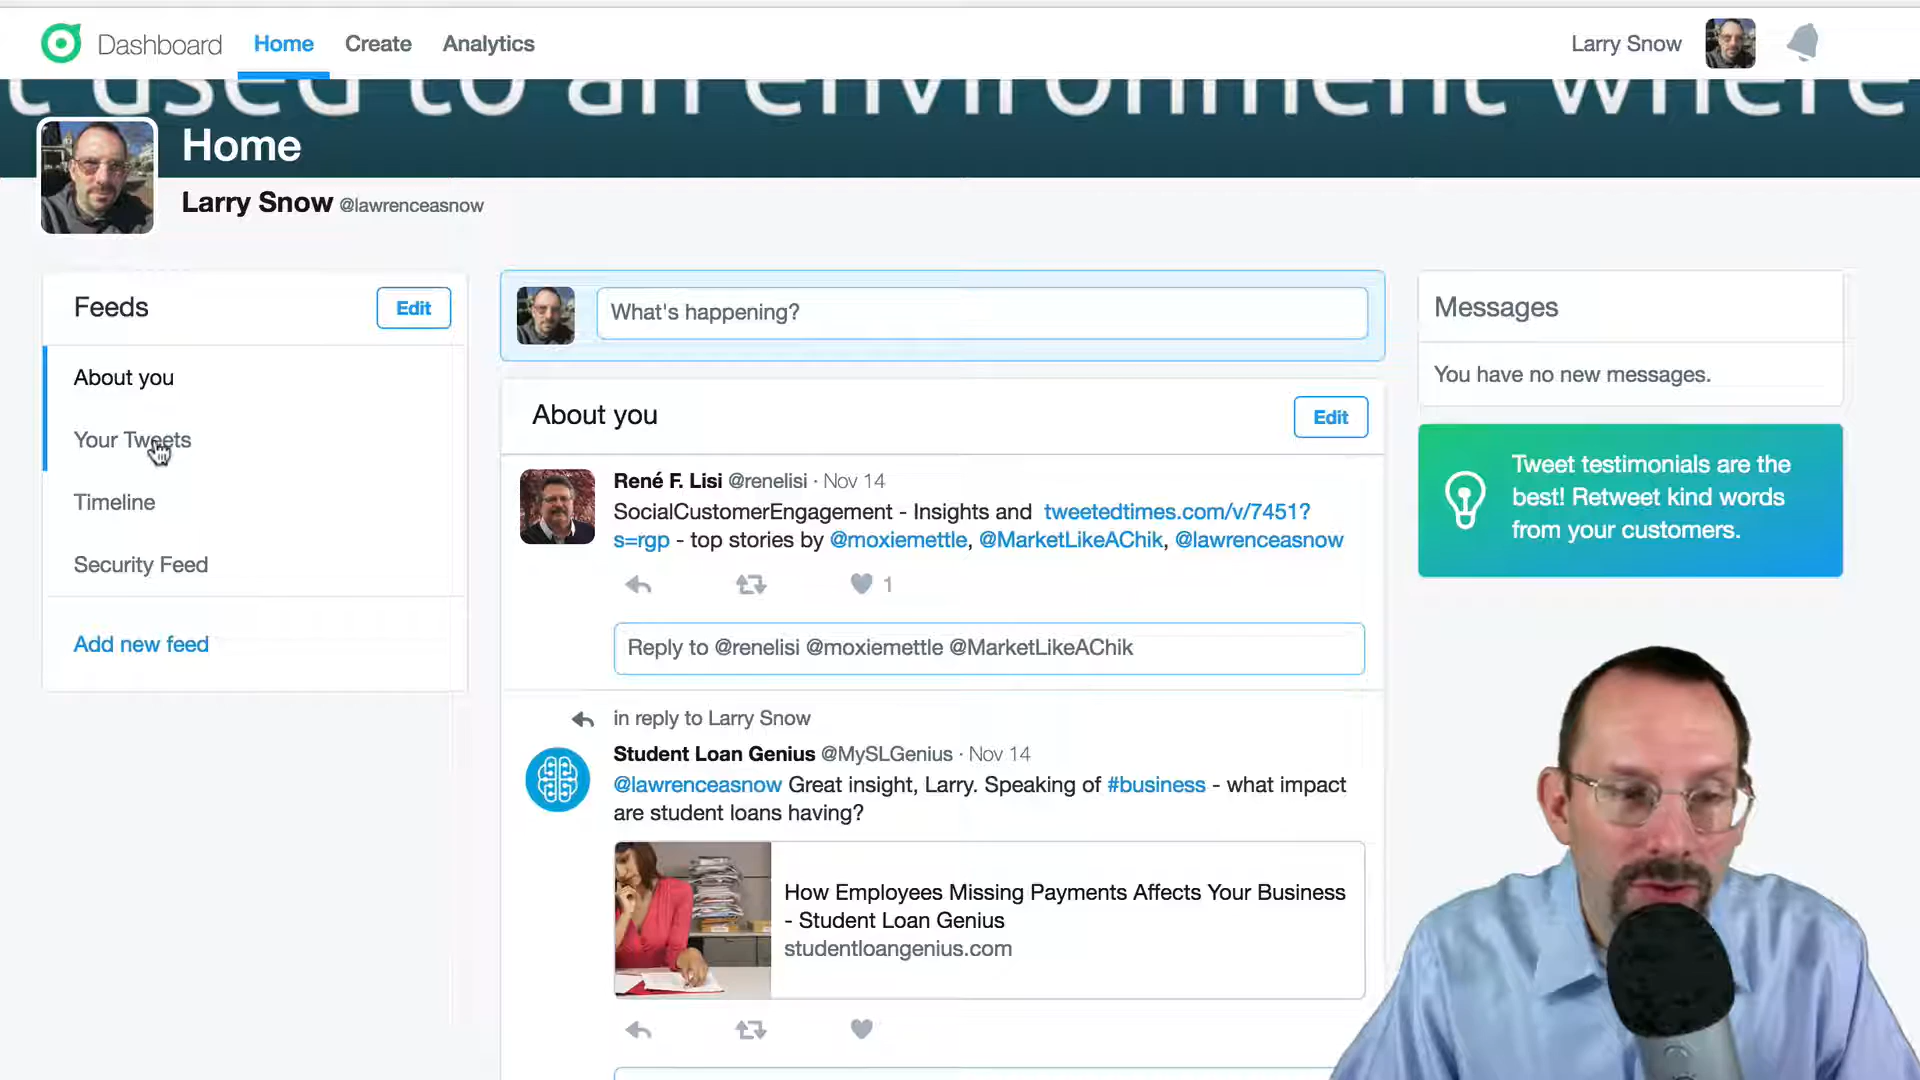 Dashboard Home Create Analytics Larry Snow
t used to an environment where
Home
Larry Snow @lawrenceasnow
Feeds Edit
About you
Your Tweets
Timeline
Security Feed
Add new feed
What's happening?
About you Edit
René F. Lisi @renelisi · Nov 14
SocialCustomerEngagement - Insights and tweetedtimes.com/v/7451?
s=rgp - top stories by @moxiemettle, @MarketLikeAChik, @lawrenceasnow
1
Reply to @renelisi @moxiemettle @MarketLikeAChik
in reply to Larry Snow
Student Loan Genius @MySLGenius · Nov 14
@lawrenceasnow Great insight, Larry. Speaking of #business - what impact
are student loans having?
How Employees Missing Payments Affects Your Business
- Student Loan Genius
studentloangenius.com
Messages
You have no new messages.
Tweet testimonials are the
best! Retweet kind words
from your customers.